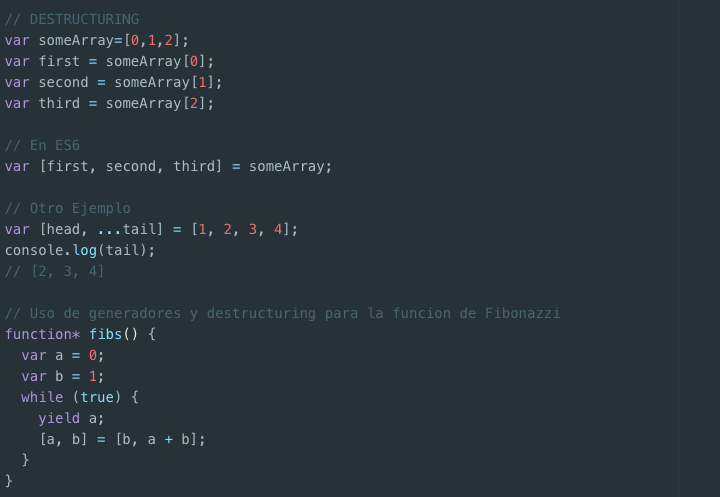 // DESTRUCTURING
var someArray=[0,1,2];
var first = someArray[0];
var second = someArray[1];
var third = someArray[2];
// En ES6
var [first, second, third] = someArray;
// Otro Ejemplo
var [head, ...tail] = [1, 2, 3, 4];
console.log(tail);
// [2, 3, 4]
// Uso de generadores y destructuring para la funcion de Fibonazzi
function* fibs() {
  var a = 0;
  var b = 1;
  while (true) {
    yield a;
    [a, b] = [b, a + b];
  }
}